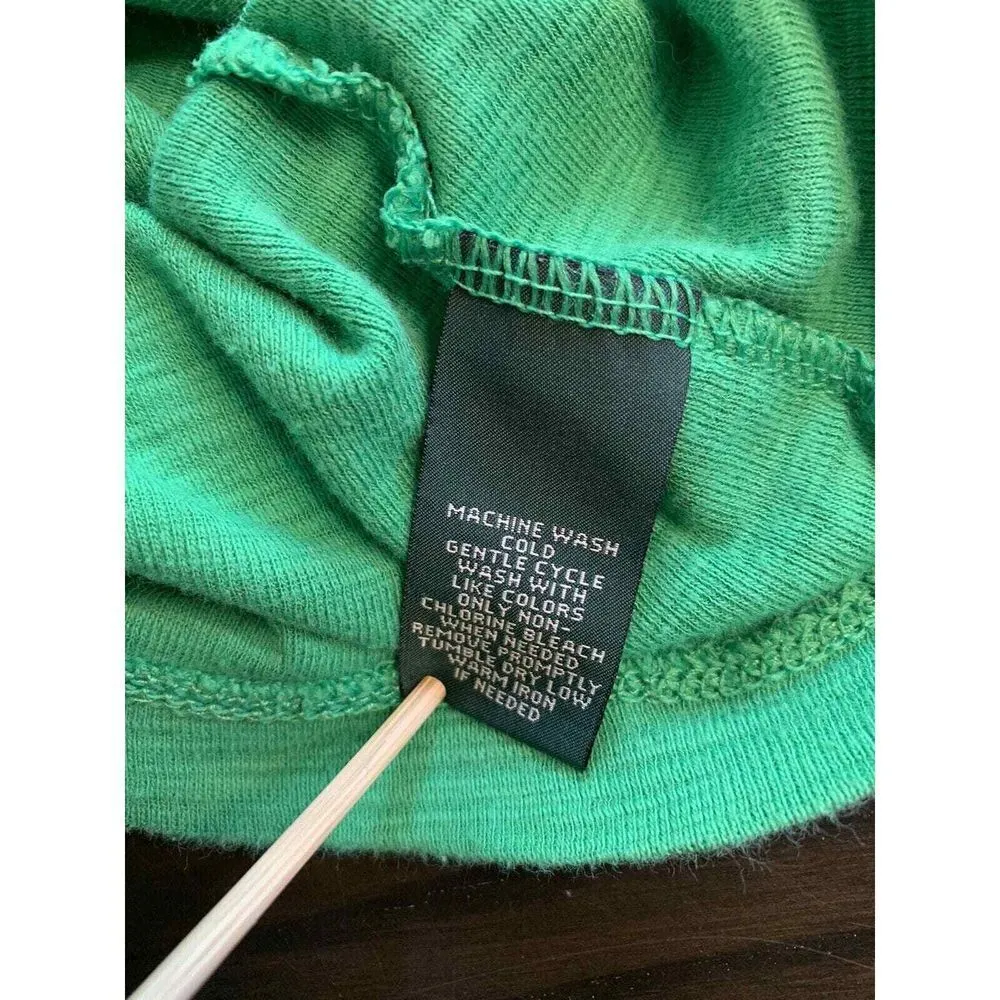 MACHINE WASH
COLD
GENTLE CYCLE
WASH WITH
LIKE COLORS
ONLY NON-
CHLORINE BLEACH
WHEN NEEDED
REMOVE PROMPTLY
TUMBLE DRY LOW
WARM IRON
IF NEEDED